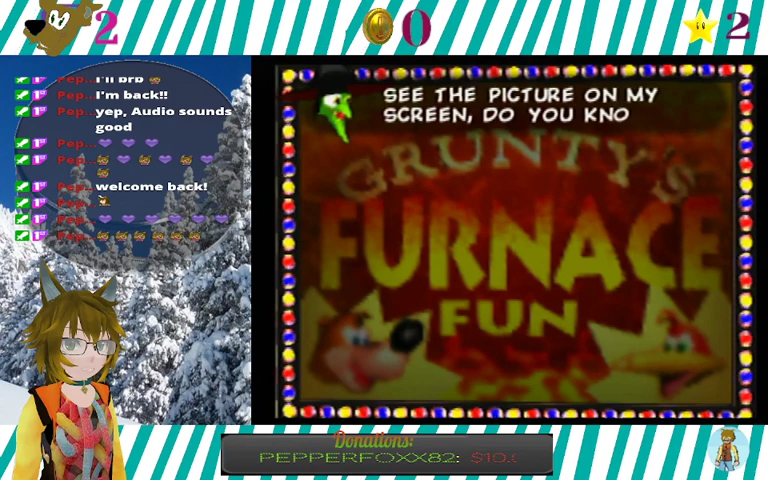 2
0
2
Pep... I'll brb
Pep... I'm back!!
Pep... yep, Audio sounds
good
Pep...
Pep...
Pep... welcome back!
Pep...
Pep...
Pep...
SEE THE PICTURE ON MY
SCREEN, DO YOU KNO
GRUNTY'S
FURNACE
FUN
Donations:
PEPPERFOXX82: $10.